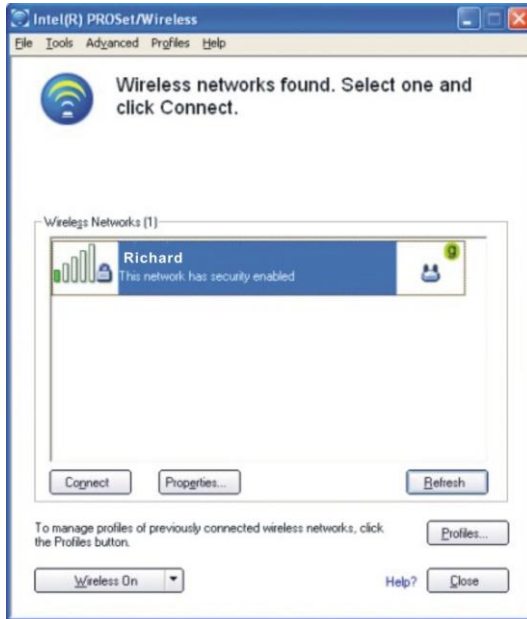 Intel(R) PROSet/Wireless
File Tools Advanced Profiles Help
Wireless networks found. Select one and
click Connect.
Wireless Networks (1)
Richard
This network has security enabled
g
Connect Properties... Refresh
To manage profiles of previously connected wireless networks, click
the Profiles button.
Profiles...
Wireless On Help? Close